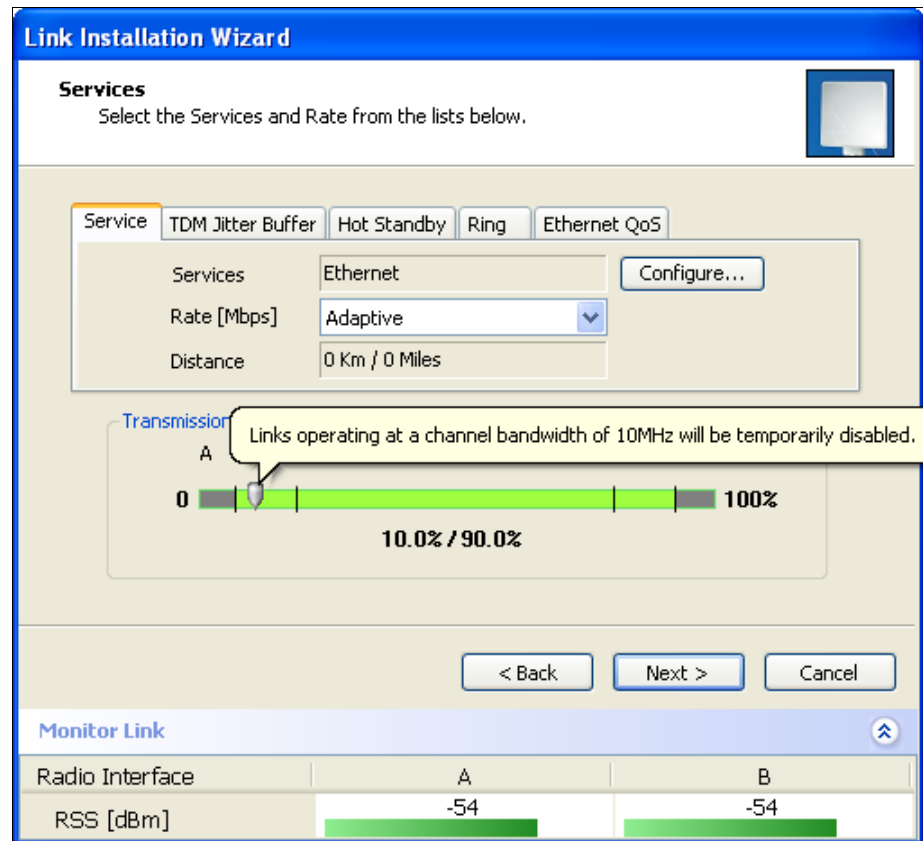 Link Installation Wizard
Services
Select the Services and Rate from the lists below.
Service TDM Jitter Buffer Hot Standby Ring Ethernet QoS
Services Ethernet Configure...
Rate [Mbps] Adaptive
Distance 0 Km / 0 Miles
Transmission
Links operating at a channel bandwidth of 10MHz will be temporarily disabled.
A
0 100%
10.0% / 90.0%
< Back Next > Cancel
Monitor Link
Radio Interface A B
RSS [dBm] -54 -54